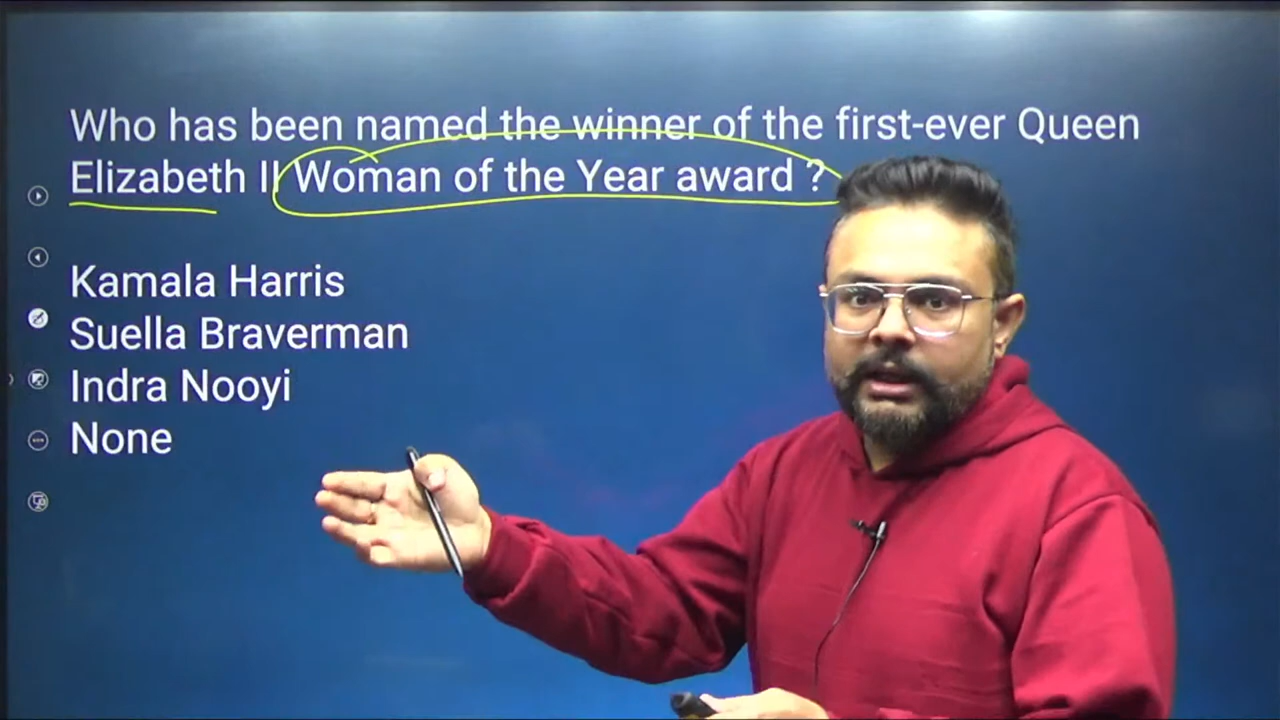 Who has been named the winner of the first-ever Queen
Elizabeth II Woman of the Year award ?
Kamala Harris
Suella Braverman
Indra Nooyi
None